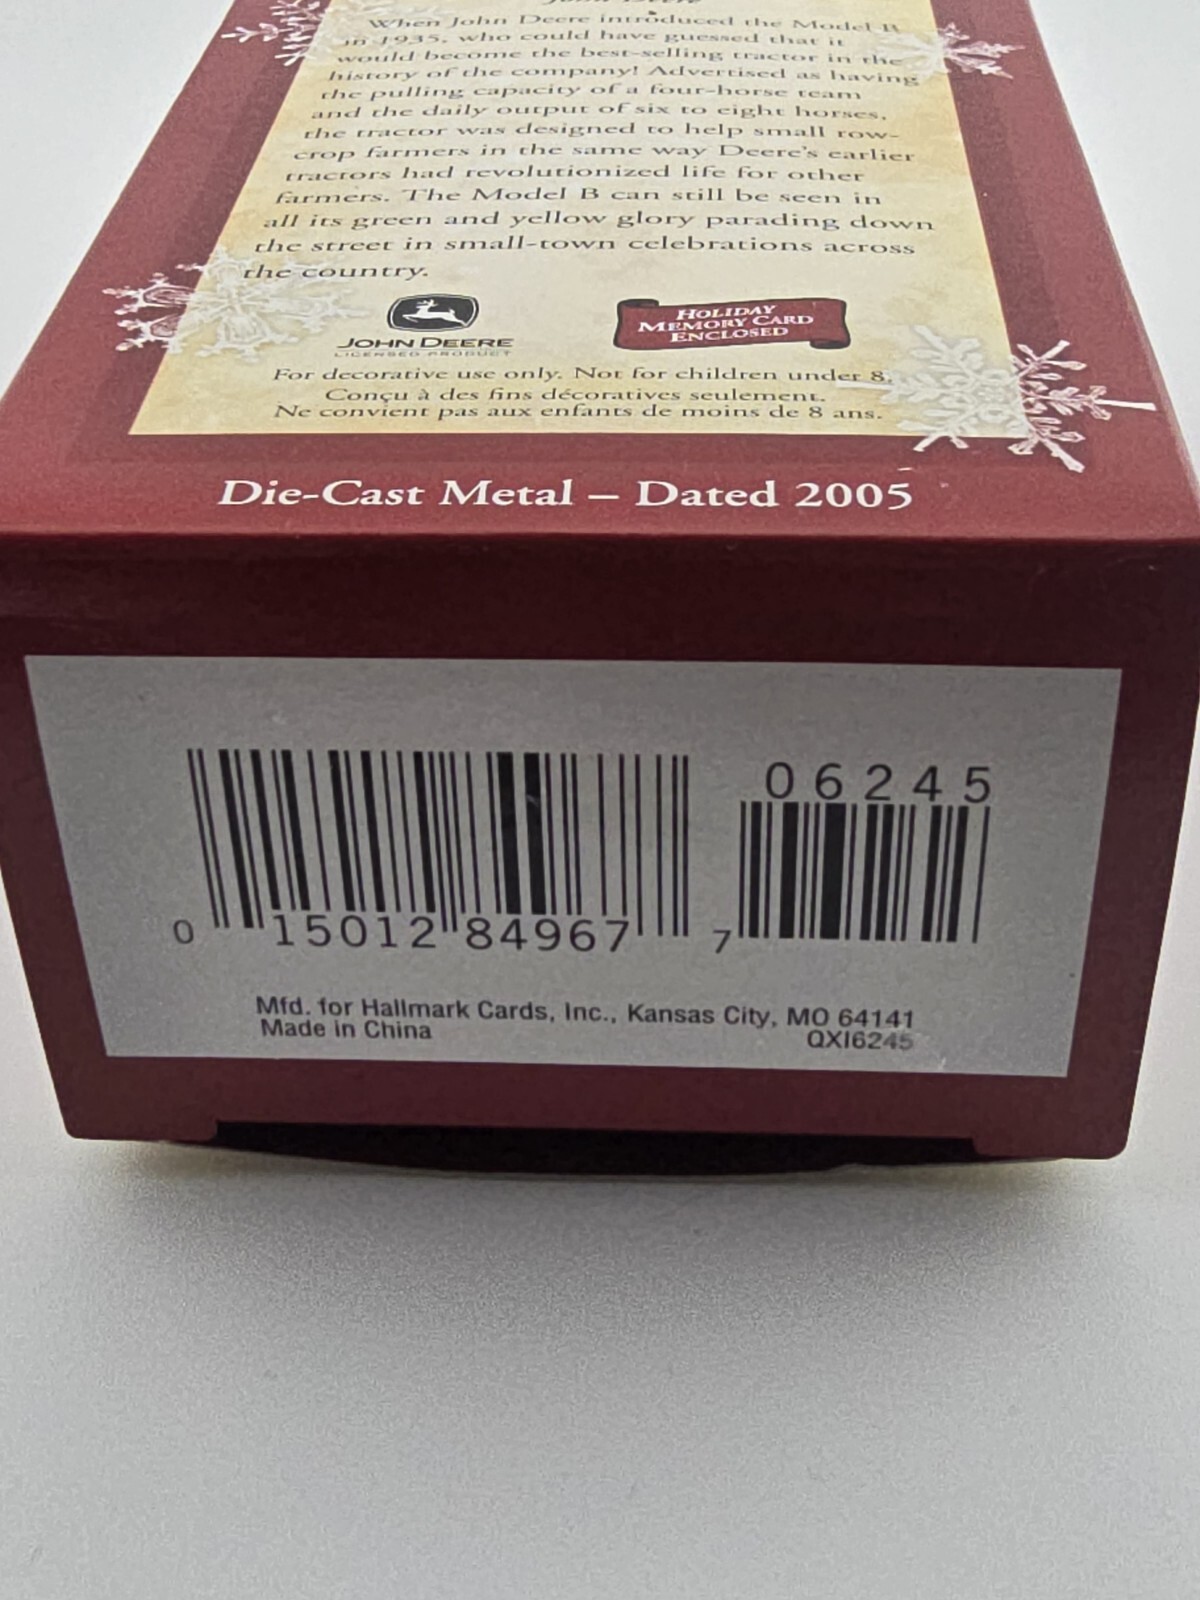 John Deere
When John Deere introduced the Model B
in 1935, who could have guessed that it
would become the best-selling tractor in the
history of the company! Advertised as having
the pulling capacity of a four-horse team
and the daily output of six to eight horses,
the tractor was designed to help small row-
crop farmers in the same way Deere's earlier
tractors had revolutionized life for other
farmers. The Model B can still be seen in
all its green and yellow glory parading down
the street in small-town celebrations across
the country.
JOHN DEERE
LICENSED PRODUCT
HOLIDAY
MEMORY CARD
ENCLOSED
For decorative use only. Not for children under 8.
Conçu à des fins décoratives seulement.
Ne convient pas aux enfants de moins de 8 ans.
Die-Cast Metal – Dated 2005
06245
0 15012 84967 7
Mfd. for Hallmark Cards, Inc., Kansas City, MO 64141
Made in China QXI6245